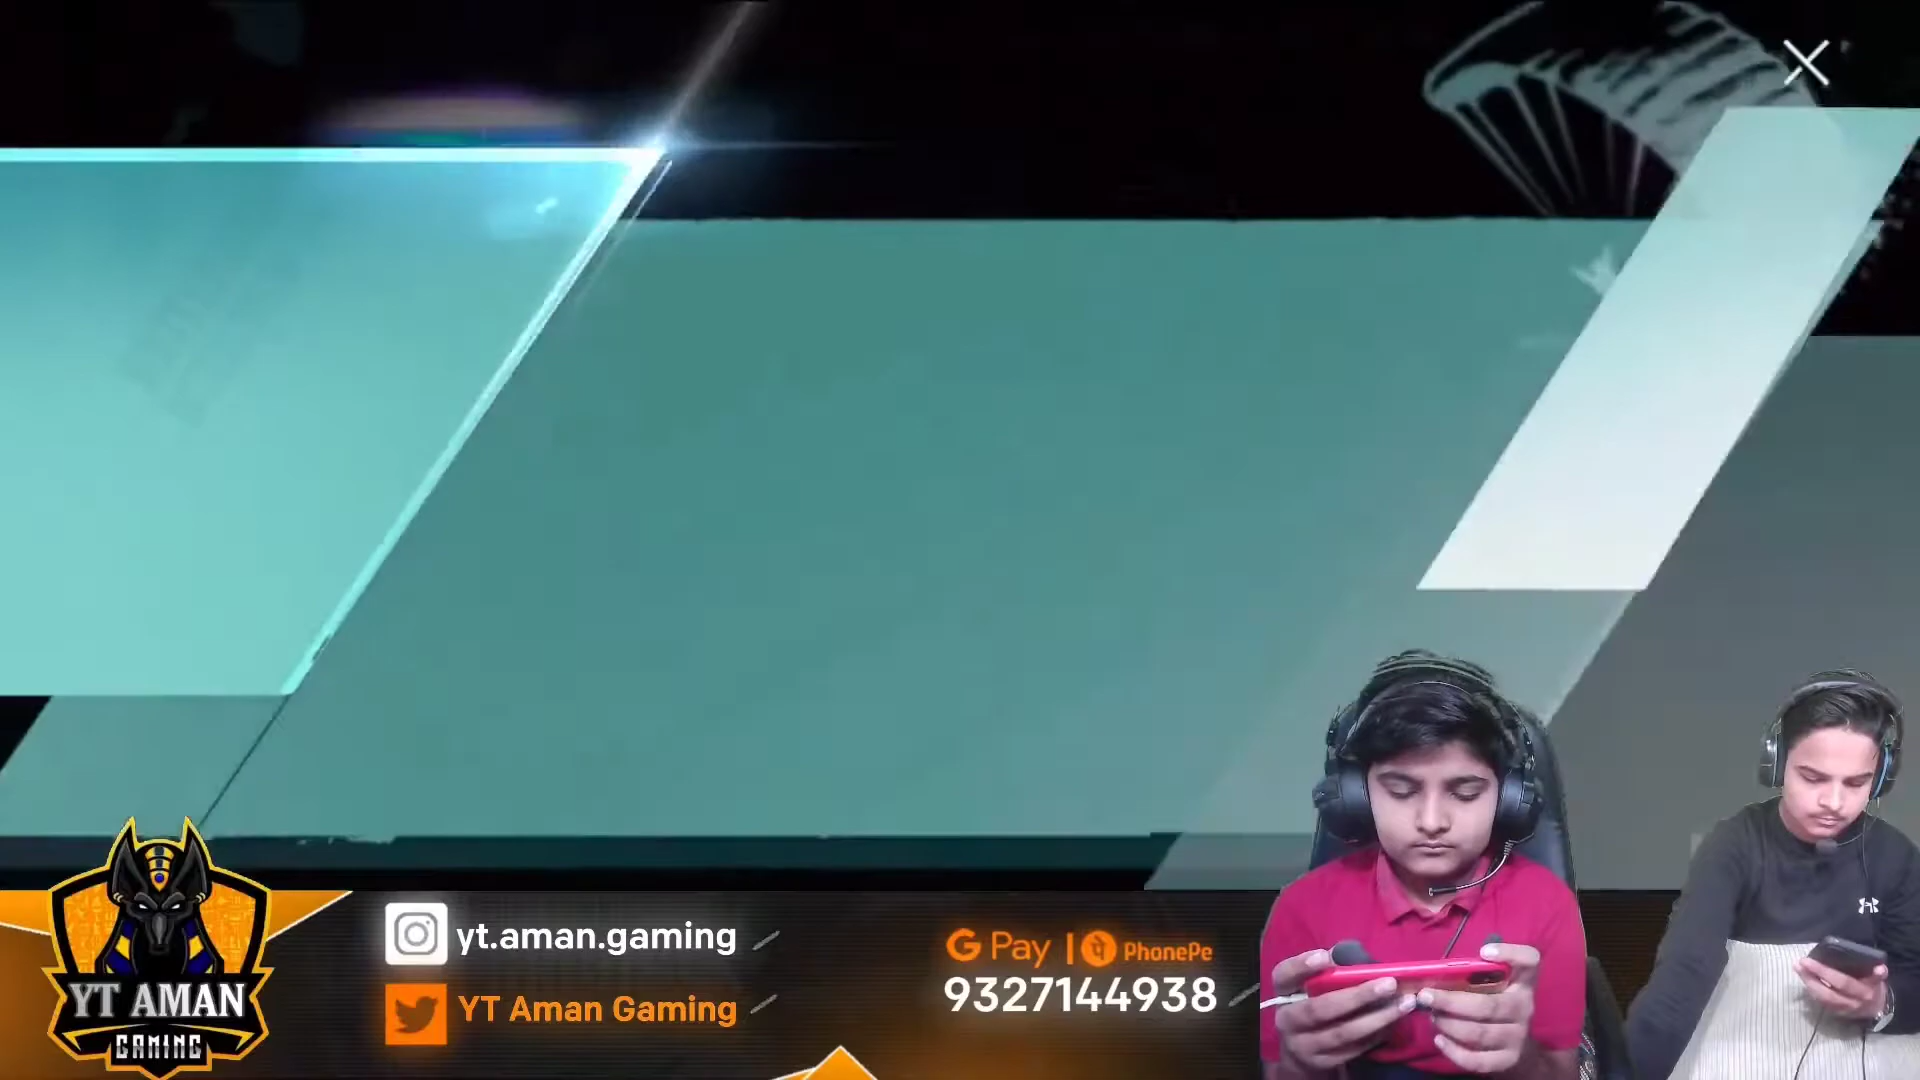 yt.aman.gaming
YT Aman Gaming
G Pay | PhonePe
9327144938
YT AMAN
GAMING